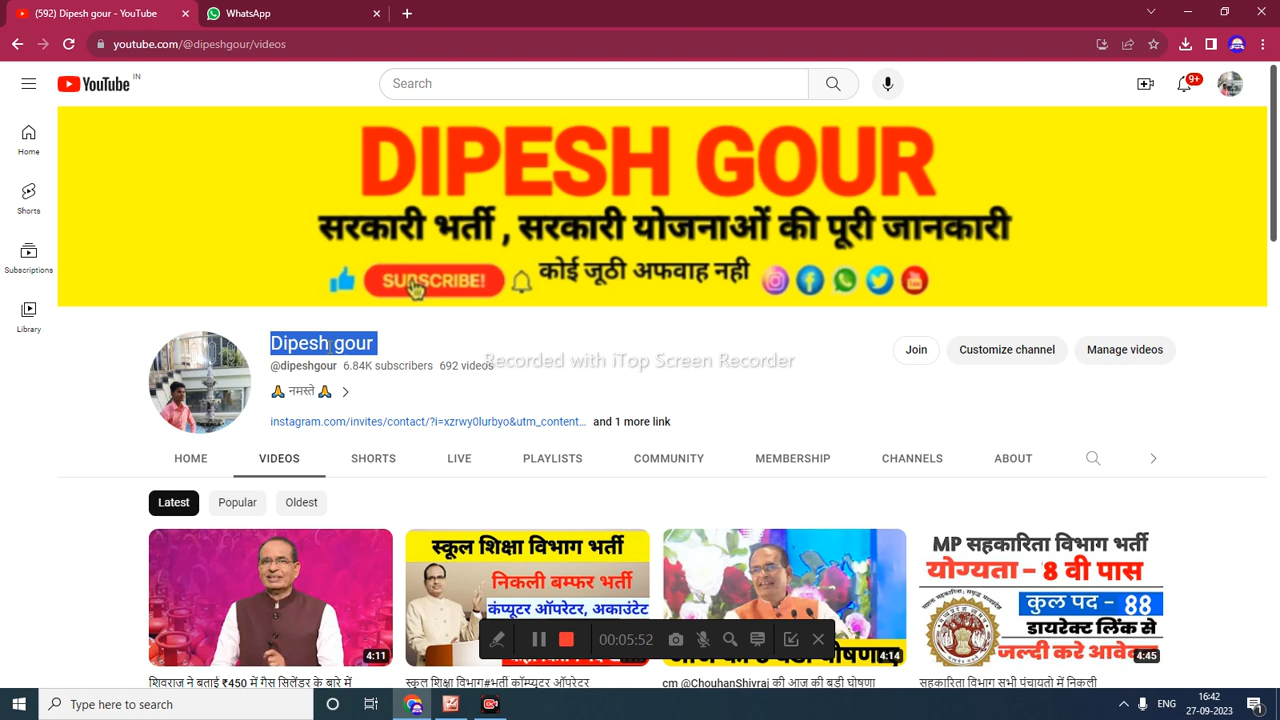 (592) Dipesh gour - YouTube
WhatsApp
youtube.com/@dipeshgour/videos
YouTube IN
Search
9+
Home
Shorts
Subscriptions
Library
DIPESH GOUR
सरकारी भर्ती , सरकारी योजनाओं की पूरी जानकारी
SUBSCRIBE!
कोई जूठी अफवाह नही
Dipesh gour
@dipeshgour 6.84K subscribers 692 videos
Recorded with iTop Screen Recorder
🙏 नमस्ते 🙏
instagram.com/invites/contact/?i=xzrwy0lurbyo&utm_content... and 1 more link
Join
Customize channel
Manage videos
HOME
VIDEOS
SHORTS
LIVE
PLAYLISTS
COMMUNITY
MEMBERSHIP
CHANNELS
ABOUT
Latest
Popular
Oldest
4:11
स्कूल शिक्षा विभाग भर्ती
निकली बम्फर भर्ती
कंप्यूटर ऑपरेटर, अकाउंटेट
4:14
MP सहकारिता विभाग भर्ती
योग्यता - 8 वी पास
कुल पद - 88
डायरेक्ट लिंक से
जल्दी करे आवेदन
4:45
00:05:52
शिवराज ने बताई ₹450 में गैस सिलेंडर के बारे में
स्कूल शिक्षा विभाग#भर्ती कॉम्प्यूटर ऑपरेटर
cm @ChouhanShivraj की आज की बडी घोषणा
सहकारिता विभाग सभी पंचायतो में निकली
Type here to search
ENG
16:42
27-09-2023
1